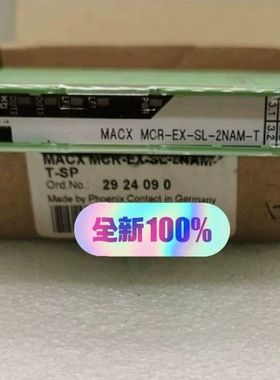 MACX MCR-EX-SL-2NAM-T
MACX MCR-EX-SL-2NAM-
T-SP
Ord.No.: 29 24 09 0
Made by Phoenix Contact in Germany
全新100%